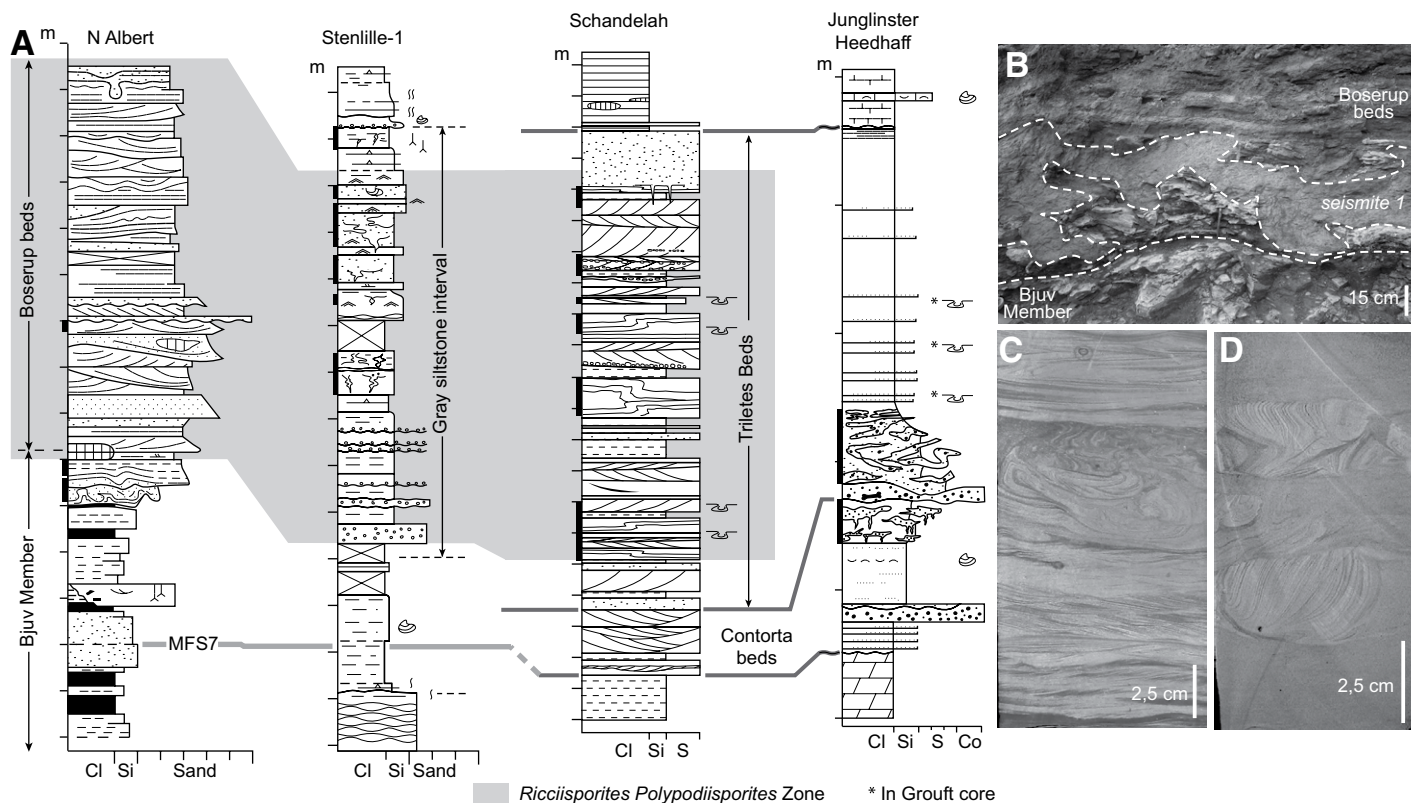 A
m
N Albert
Stenlille-1
m
Schandelah
m
Junglinster
Heedhaff
m
Boserup beds
Bjuv Member
MFS7
Gray siltstone interval
Triletes Beds
Contorta
beds
*
*
*
Cl Si Sand
Cl Si Sand
Cl Si S
Cl Si S Co
Ricciisporites Polypodiisporites Zone
* In Grouft core
B
Boserup
beds
seismite 1
Bjuv
Member
15 cm
C
2,5 cm
D
2,5 cm